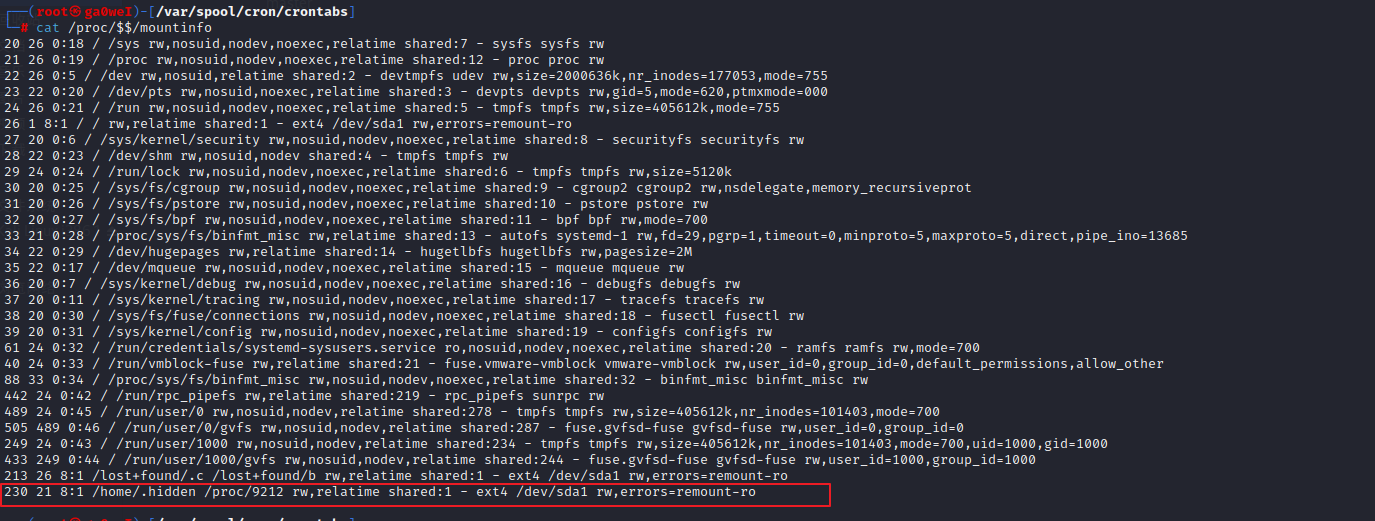 ┌──(root㉿ga0weI)-[/var/spool/cron/crontabs]
└─# cat /proc/$$/mountinfo
20 26 0:18 / /sys rw,nosuid,nodev,noexec,relatime shared:7 - sysfs sysfs rw
21 26 0:19 / /proc rw,nosuid,nodev,noexec,relatime shared:12 - proc proc rw
22 26 0:5 / /dev rw,nosuid,relatime shared:2 - devtmpfs udev rw,size=2000636k,nr_inodes=177053,mode=755
23 22 0:20 / /dev/pts rw,nosuid,noexec,relatime shared:3 - devpts devpts rw,gid=5,mode=620,ptmxmode=000
24 26 0:21 / /run rw,nosuid,nodev,noexec,relatime shared:5 - tmpfs tmpfs rw,size=405612k,mode=755
26 1 8:1 / / rw,relatime shared:1 - ext4 /dev/sda1 rw,errors=remount-ro
27 20 0:6 / /sys/kernel/security rw,nosuid,nodev,noexec,relatime shared:8 - securityfs securityfs rw
28 22 0:23 / /dev/shm rw,nosuid,nodev shared:4 - tmpfs tmpfs rw
29 24 0:24 / /run/lock rw,nosuid,nodev,noexec,relatime shared:6 - tmpfs tmpfs rw,size=5120k
30 20 0:25 / /sys/fs/cgroup rw,nosuid,nodev,noexec,relatime shared:9 - cgroup2 cgroup2 rw,nsdelegate,memory_recursiveprot
31 20 0:26 / /sys/fs/pstore rw,nosuid,nodev,noexec,relatime shared:10 - pstore pstore rw
32 20 0:27 / /sys/fs/bpf rw,nosuid,nodev,noexec,relatime shared:11 - bpf bpf rw,mode=700
33 21 0:28 / /proc/sys/fs/binfmt_misc rw,relatime shared:13 - autofs systemd-1 rw,fd=29,pgrp=1,timeout=0,minproto=5,maxproto=5,direct,pipe_ino=13685
34 22 0:29 / /dev/hugepages rw,relatime shared:14 - hugetlbfs hugetlbfs rw,pagesize=2M
35 22 0:17 / /dev/mqueue rw,nosuid,nodev,noexec,relatime shared:15 - mqueue mqueue rw
36 20 0:7 / /sys/kernel/debug rw,nosuid,nodev,noexec,relatime shared:16 - debugfs debugfs rw
37 20 0:11 / /sys/kernel/tracing rw,nosuid,nodev,noexec,relatime shared:17 - tracefs tracefs rw
38 20 0:30 / /sys/fs/fuse/connections rw,nosuid,nodev,noexec,relatime shared:18 - fusectl fusectl rw
39 20 0:31 / /sys/kernel/config rw,nosuid,nodev,noexec,relatime shared:19 - configfs configfs rw
61 24 0:32 / /run/credentials/systemd-sysusers.service ro,nosuid,nodev,noexec,relatime shared:20 - ramfs ramfs rw,mode=700
40 24 0:33 / /run/vmblock-fuse rw,relatime shared:21 - fuse.vmware-vmblock vmware-vmblock rw,user_id=0,group_id=0,default_permissions,allow_other
88 33 0:34 / /proc/sys/fs/binfmt_misc rw,nosuid,nodev,noexec,relatime shared:32 - binfmt_misc binfmt_misc rw
442 24 0:42 / /run/rpc_pipefs rw,relatime shared:219 - rpc_pipefs sunrpc rw
489 24 0:45 / /run/user/0 rw,nosuid,nodev,relatime shared:278 - tmpfs tmpfs rw,size=405612k,nr_inodes=101403,mode=700
505 489 0:46 / /run/user/0/gvfs rw,nosuid,nodev,relatime shared:287 - fuse.gvfsd-fuse gvfsd-fuse rw,user_id=0,group_id=0
249 24 0:43 / /run/user/1000 rw,nosuid,nodev,relatime shared:234 - tmpfs tmpfs rw,size=405612k,nr_inodes=101403,mode=700,uid=1000,gid=1000
433 249 0:44 / /run/user/1000/gvfs rw,nosuid,nodev,relatime shared:244 - fuse.gvfsd-fuse gvfsd-fuse rw,user_id=1000,group_id=1000
213 26 8:1 /lost+found/.c /lost+found/b rw,relatime shared:1 - ext4 /dev/sda1 rw,errors=remount-ro
230 21 8:1 /home/.hidden /proc/9212 rw,relatime shared:1 - ext4 /dev/sda1 rw,errors=remount-ro